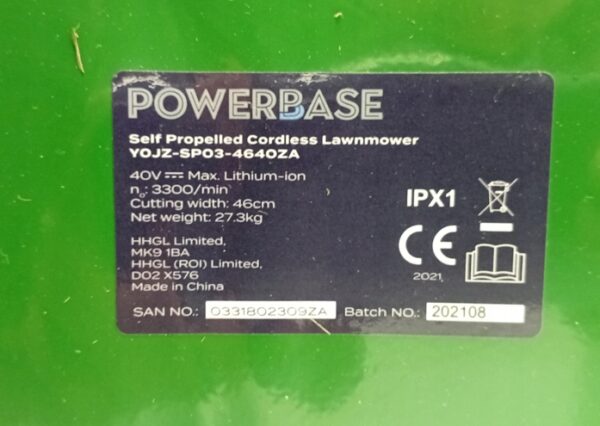 POWERBASE
Self Propelled Cordless Lawnmower
YOJZ-SP03-4640ZA
40V⎓ Max. Lithium-ion
n₀: 3300/min
Cutting width: 46cm
Net weight: 27.3kg
IPX1
HHGL Limited,
MK9 1BA
HHGL (ROI) Limited,
D02 X576
Made in China
CE
2021
SAN NO.: 0331802309ZA Batch NO.: 202108